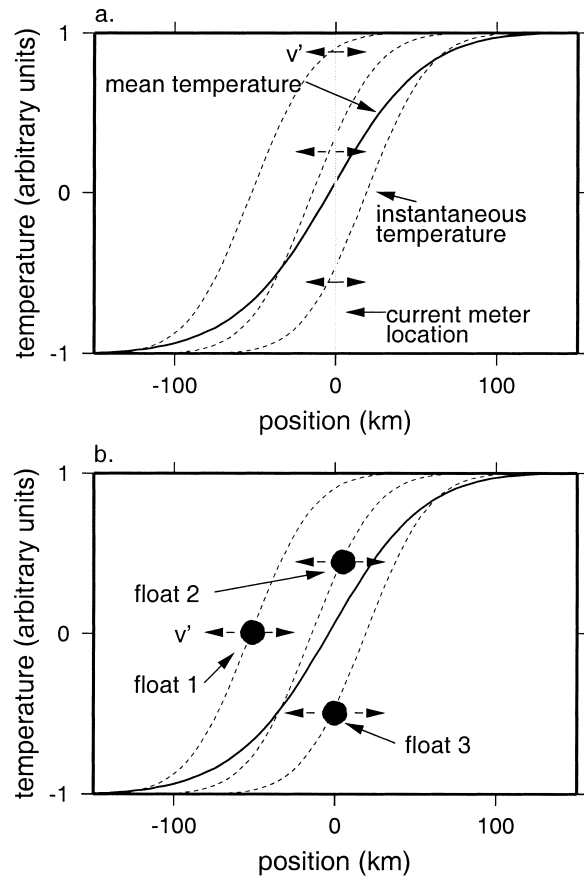 a.
1
v'
mean temperature
0
instantaneous
temperature
current meter
location
-1
temperature (arbitrary units)
-100
0
100
position (km)
b.
1
float 2
0
v'
float 1
float 3
-1
temperature (arbitrary units)
-100
0
100
position (km)